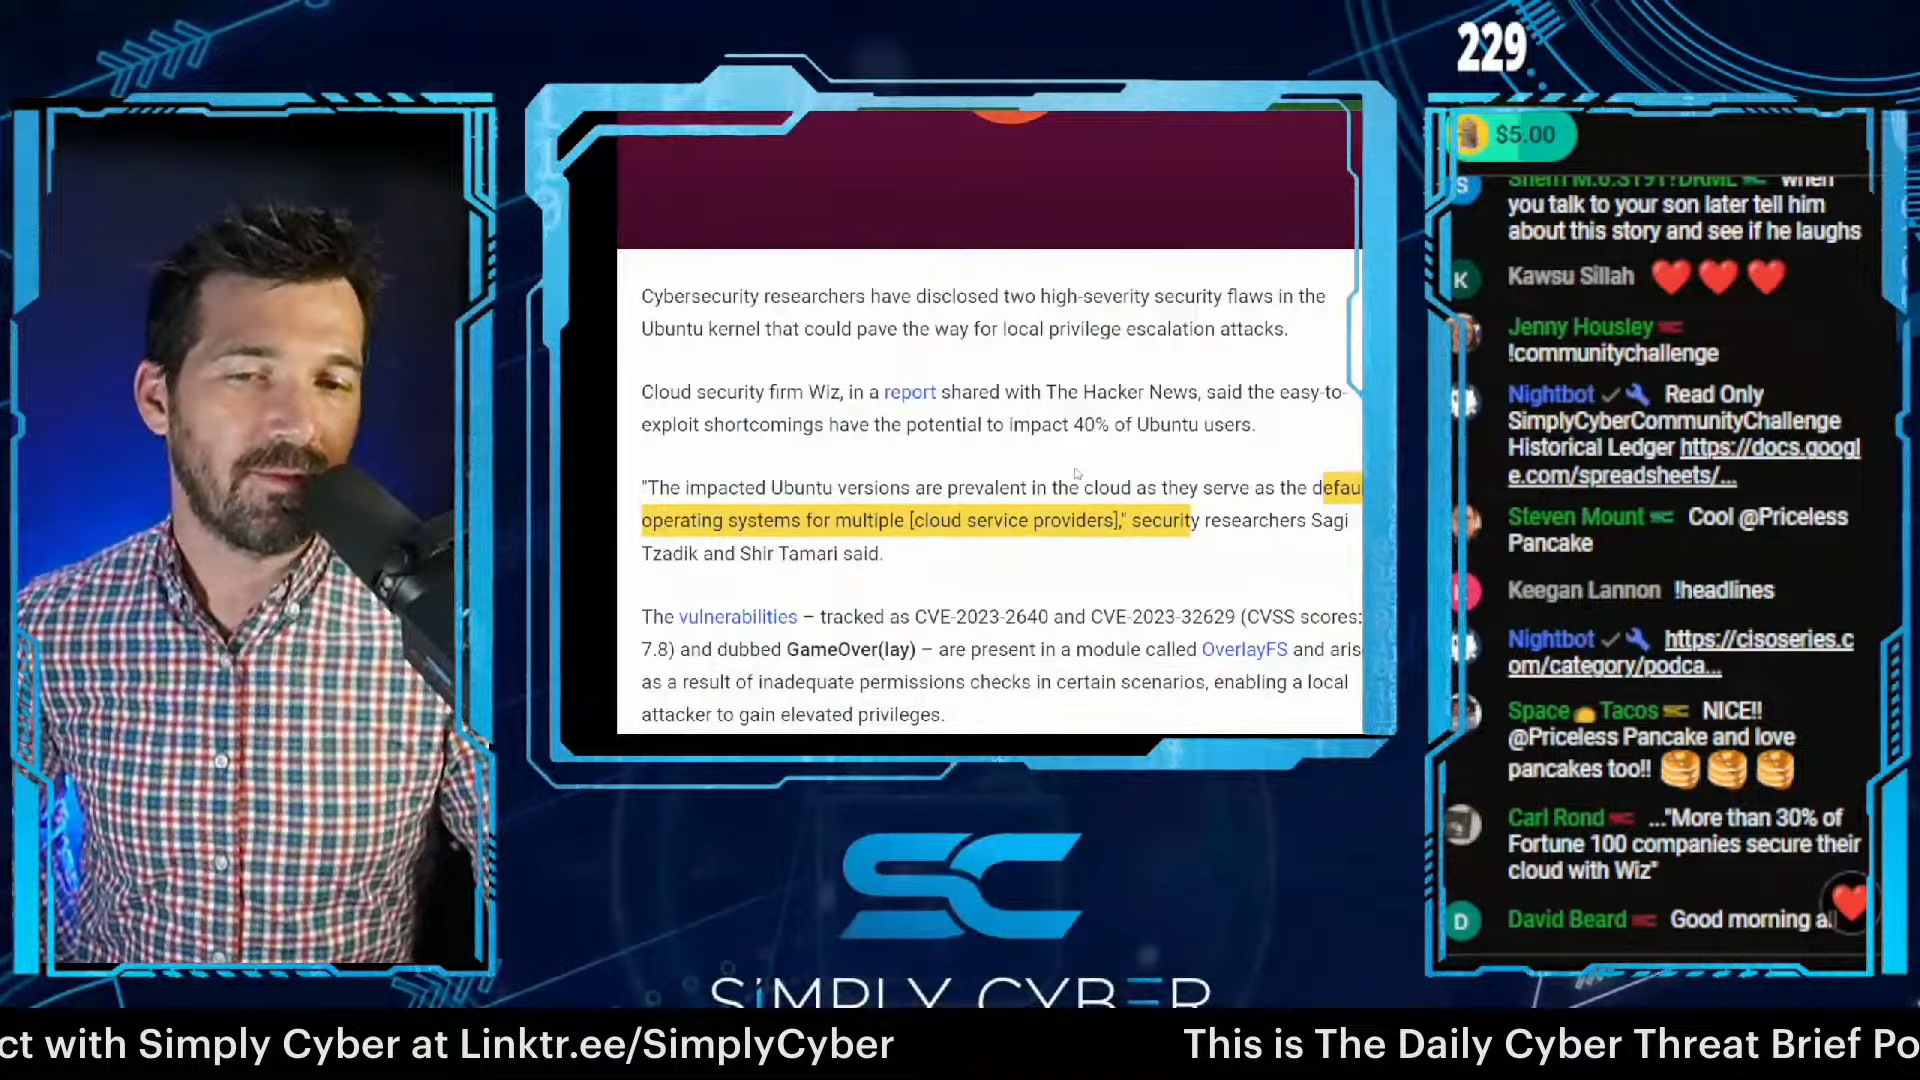 229
$5.00
when
you talk to your son later tell him
about this story and see if he laughs
K Kawsu Sillah ❤️ ❤️ ❤️
Jenny Housley
!communitychallenge
Nightbot Read Only
SimplyCyberCommunityChallenge
Historical Ledger https://docs.googl
e.com/spreadsheets/...
Steven Mount Cool @Priceless
Pancake
Keegan Lannon !headlines
Nightbot https://cisoseries.c
om/category/podca...
Space Tacos NICE!!
@Priceless Pancake and love
pancakes too!! 🥞 🥞 🥞
Carl Rond ..."More than 30% of
Fortune 100 companies secure their
cloud with Wiz"
D David Beard Good morning al
Cybersecurity researchers have disclosed two high-severity security flaws in the
Ubuntu kernel that could pave the way for local privilege escalation attacks.
Cloud security firm Wiz, in a report shared with The Hacker News, said the easy-to-
exploit shortcomings have the potential to impact 40% of Ubuntu users.
"The impacted Ubuntu versions are prevalent in the cloud as they serve as the defau
operating systems for multiple [cloud service providers]," security researchers Sagi
Tzadik and Shir Tamari said.
The vulnerabilities – tracked as CVE-2023-2640 and CVE-2023-32629 (CVSS scores:
7.8) and dubbed GameOver(lay) – are present in a module called OverlayFS and aris
as a result of inadequate permissions checks in certain scenarios, enabling a local
attacker to gain elevated privileges.
SC
SIMPLY CYBER
ct with Simply Cyber at Linktr.ee/SimplyCyber
This is The Daily Cyber Threat Brief Po